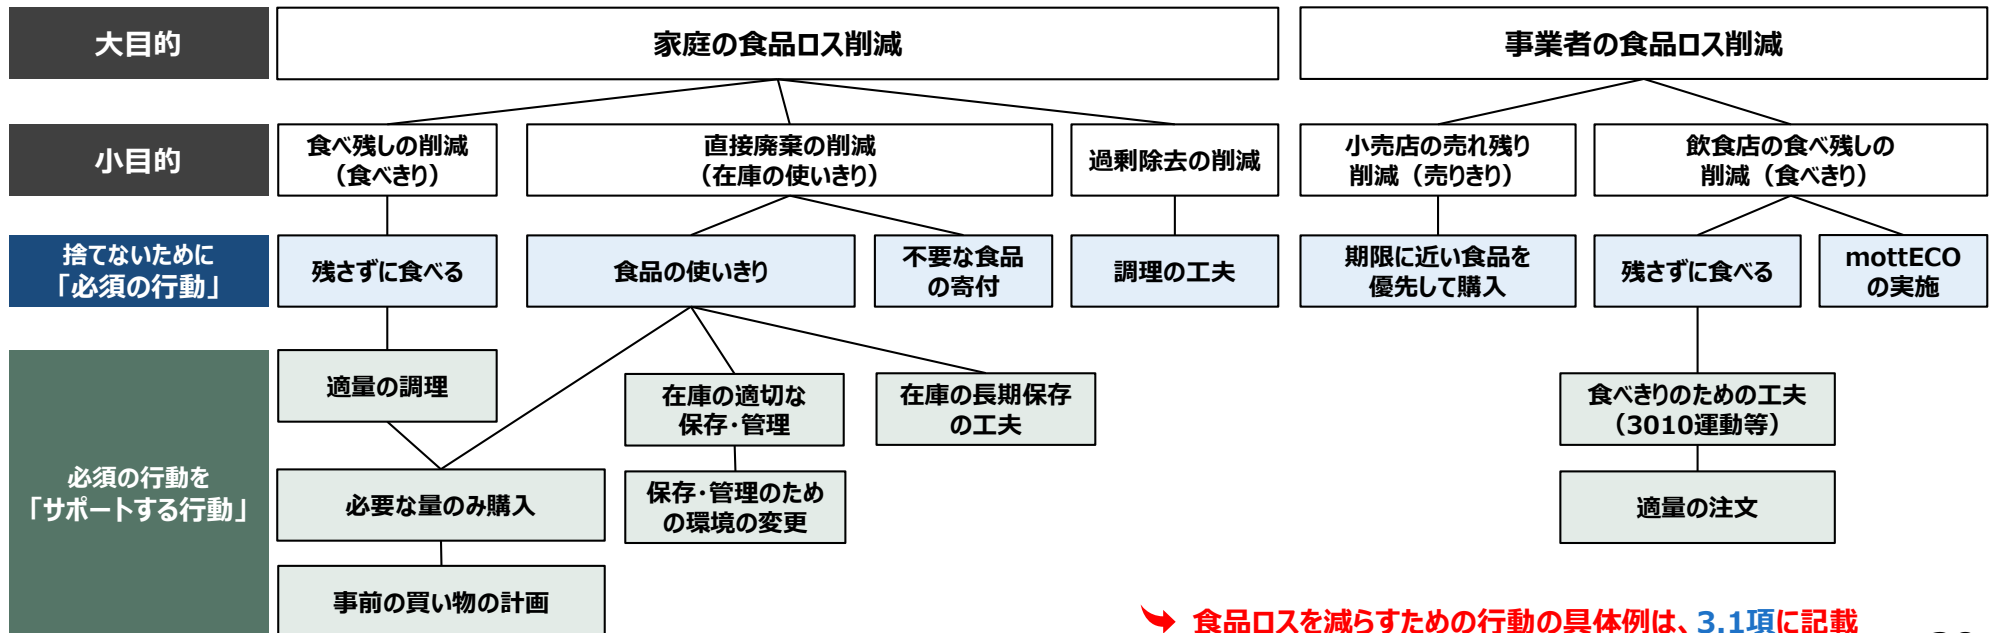 大目的
家庭の食品ロス削減
事業者の食品ロス削減
小目的
食べ残しの削減
（食べきり）
直接廃棄の削減
（在庫の使いきり）
過剰除去の削減
小売店の売れ残り
削減（売りきり）
飲食店の食べ残しの
削減（食べきり）
捨てないために
「必須の行動」
残さずに食べる
食品の使いきり
不要な食品
の寄付
調理の工夫
期限に近い食品を
優先して購入
残さずに食べる
mottECO
の実施
必須の行動を
「サポートする行動」
適量の調理
在庫の適切な
保存・管理
在庫の長期保存
の工夫
食べきりのための工夫
（3010運動等）
必要な量のみ購入
保存・管理のため
の環境の変更
適量の注文
事前の買い物の計画
食品ロスを減らすための行動の具体例は、3.1項に記載